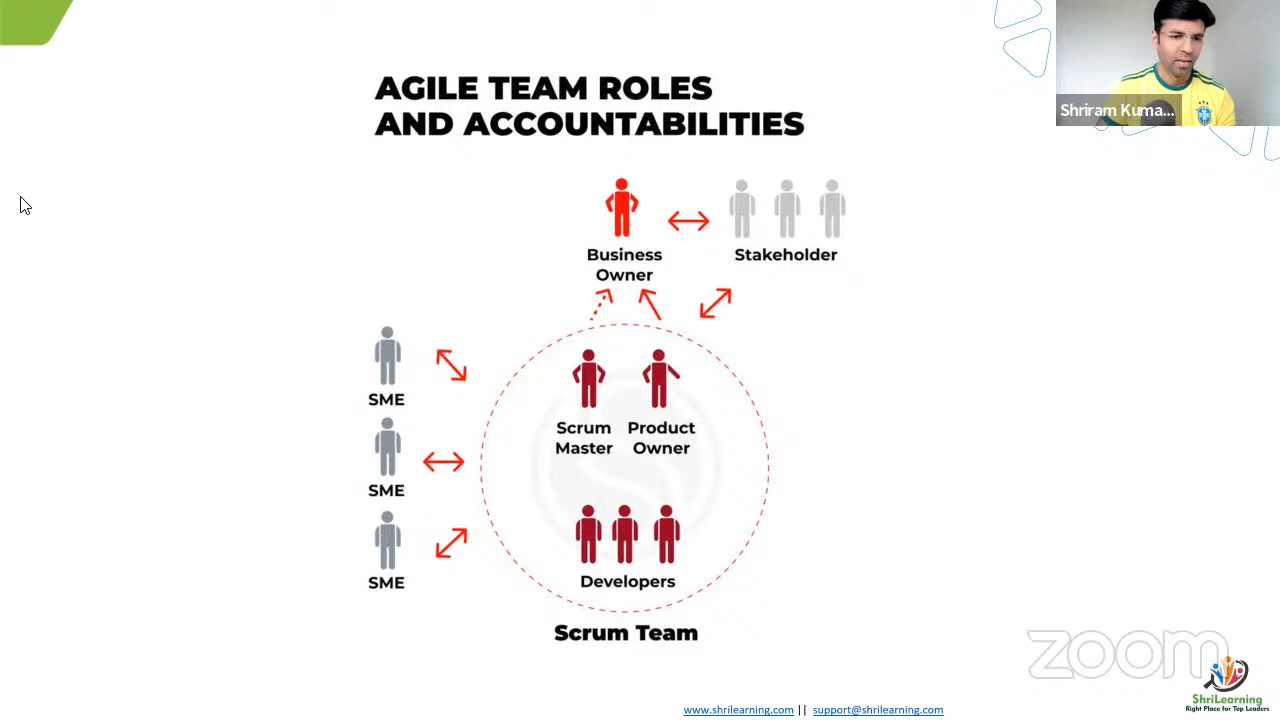 AGILE TEAM ROLES
AND ACCOUNTABILITIES
Shriram Kuma...
Business
Owner
Stakeholder
SME
Scrum
Master
Product
Owner
SME
SME
Developers
Scrum Team
zoom
ShriLearning
Right Place for Top Leaders
www.shrilearning.com || support@shrilearning.com